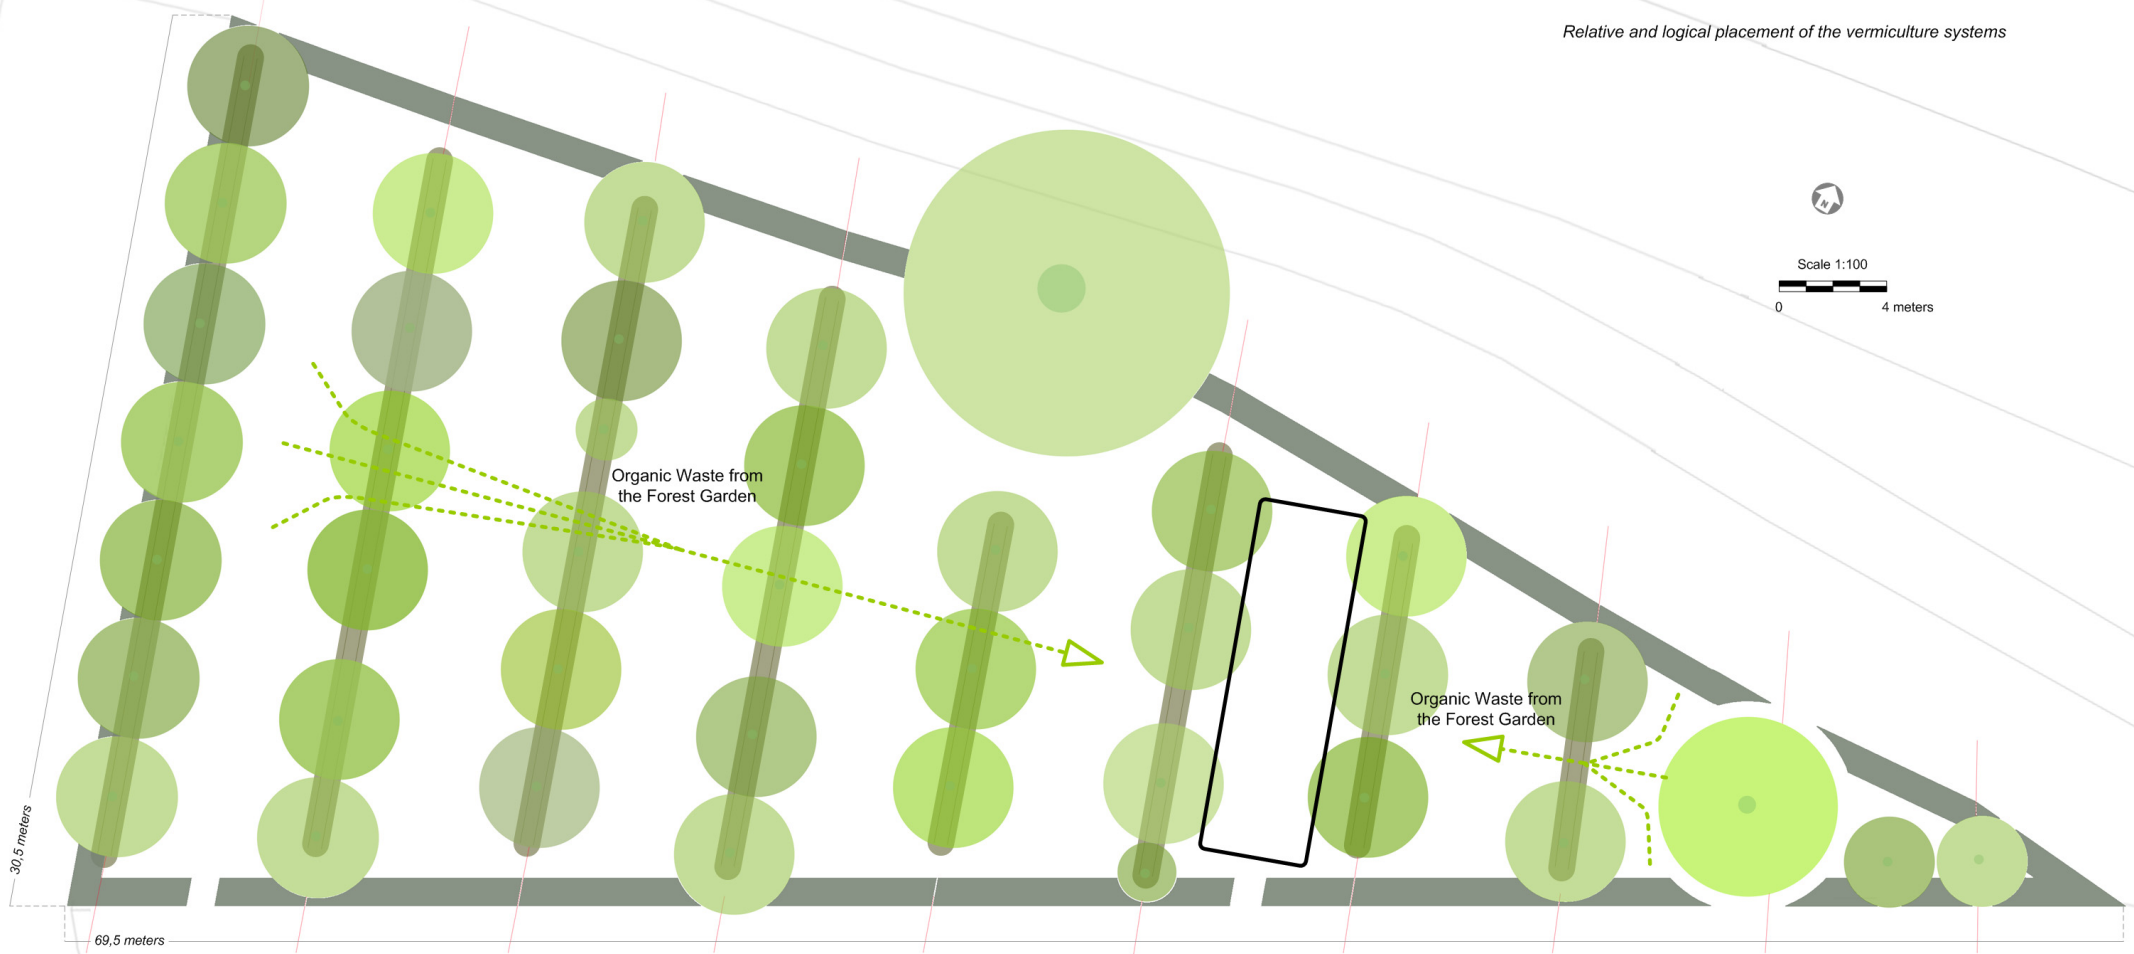 Relative and logical placement of the vermiculture systems
N
Scale 1:100
0 4 meters
Organic Waste from
the Forest Garden
Organic Waste from
the Forest Garden
30,5 meters
69,5 meters